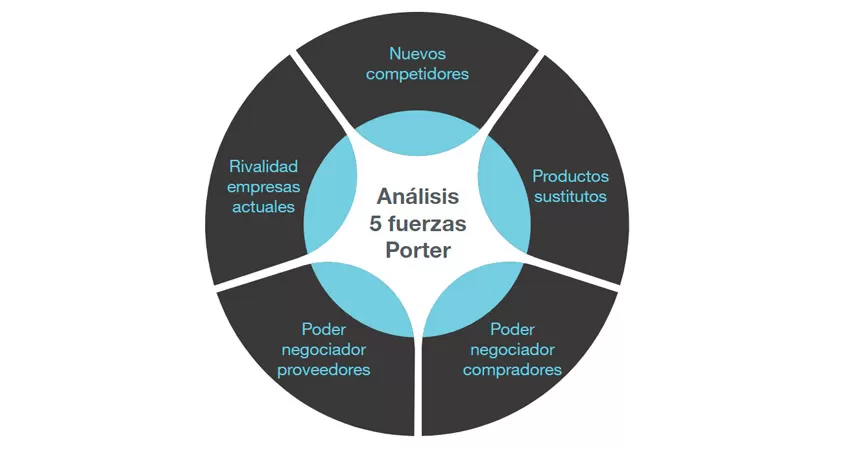 Nuevos
competidores
Rivalidad
empresas
actuales
Análisis
5 fuerzas
Porter
Productos
sustitutos
Poder
negociador
proveedores
Poder
negociador
compradores